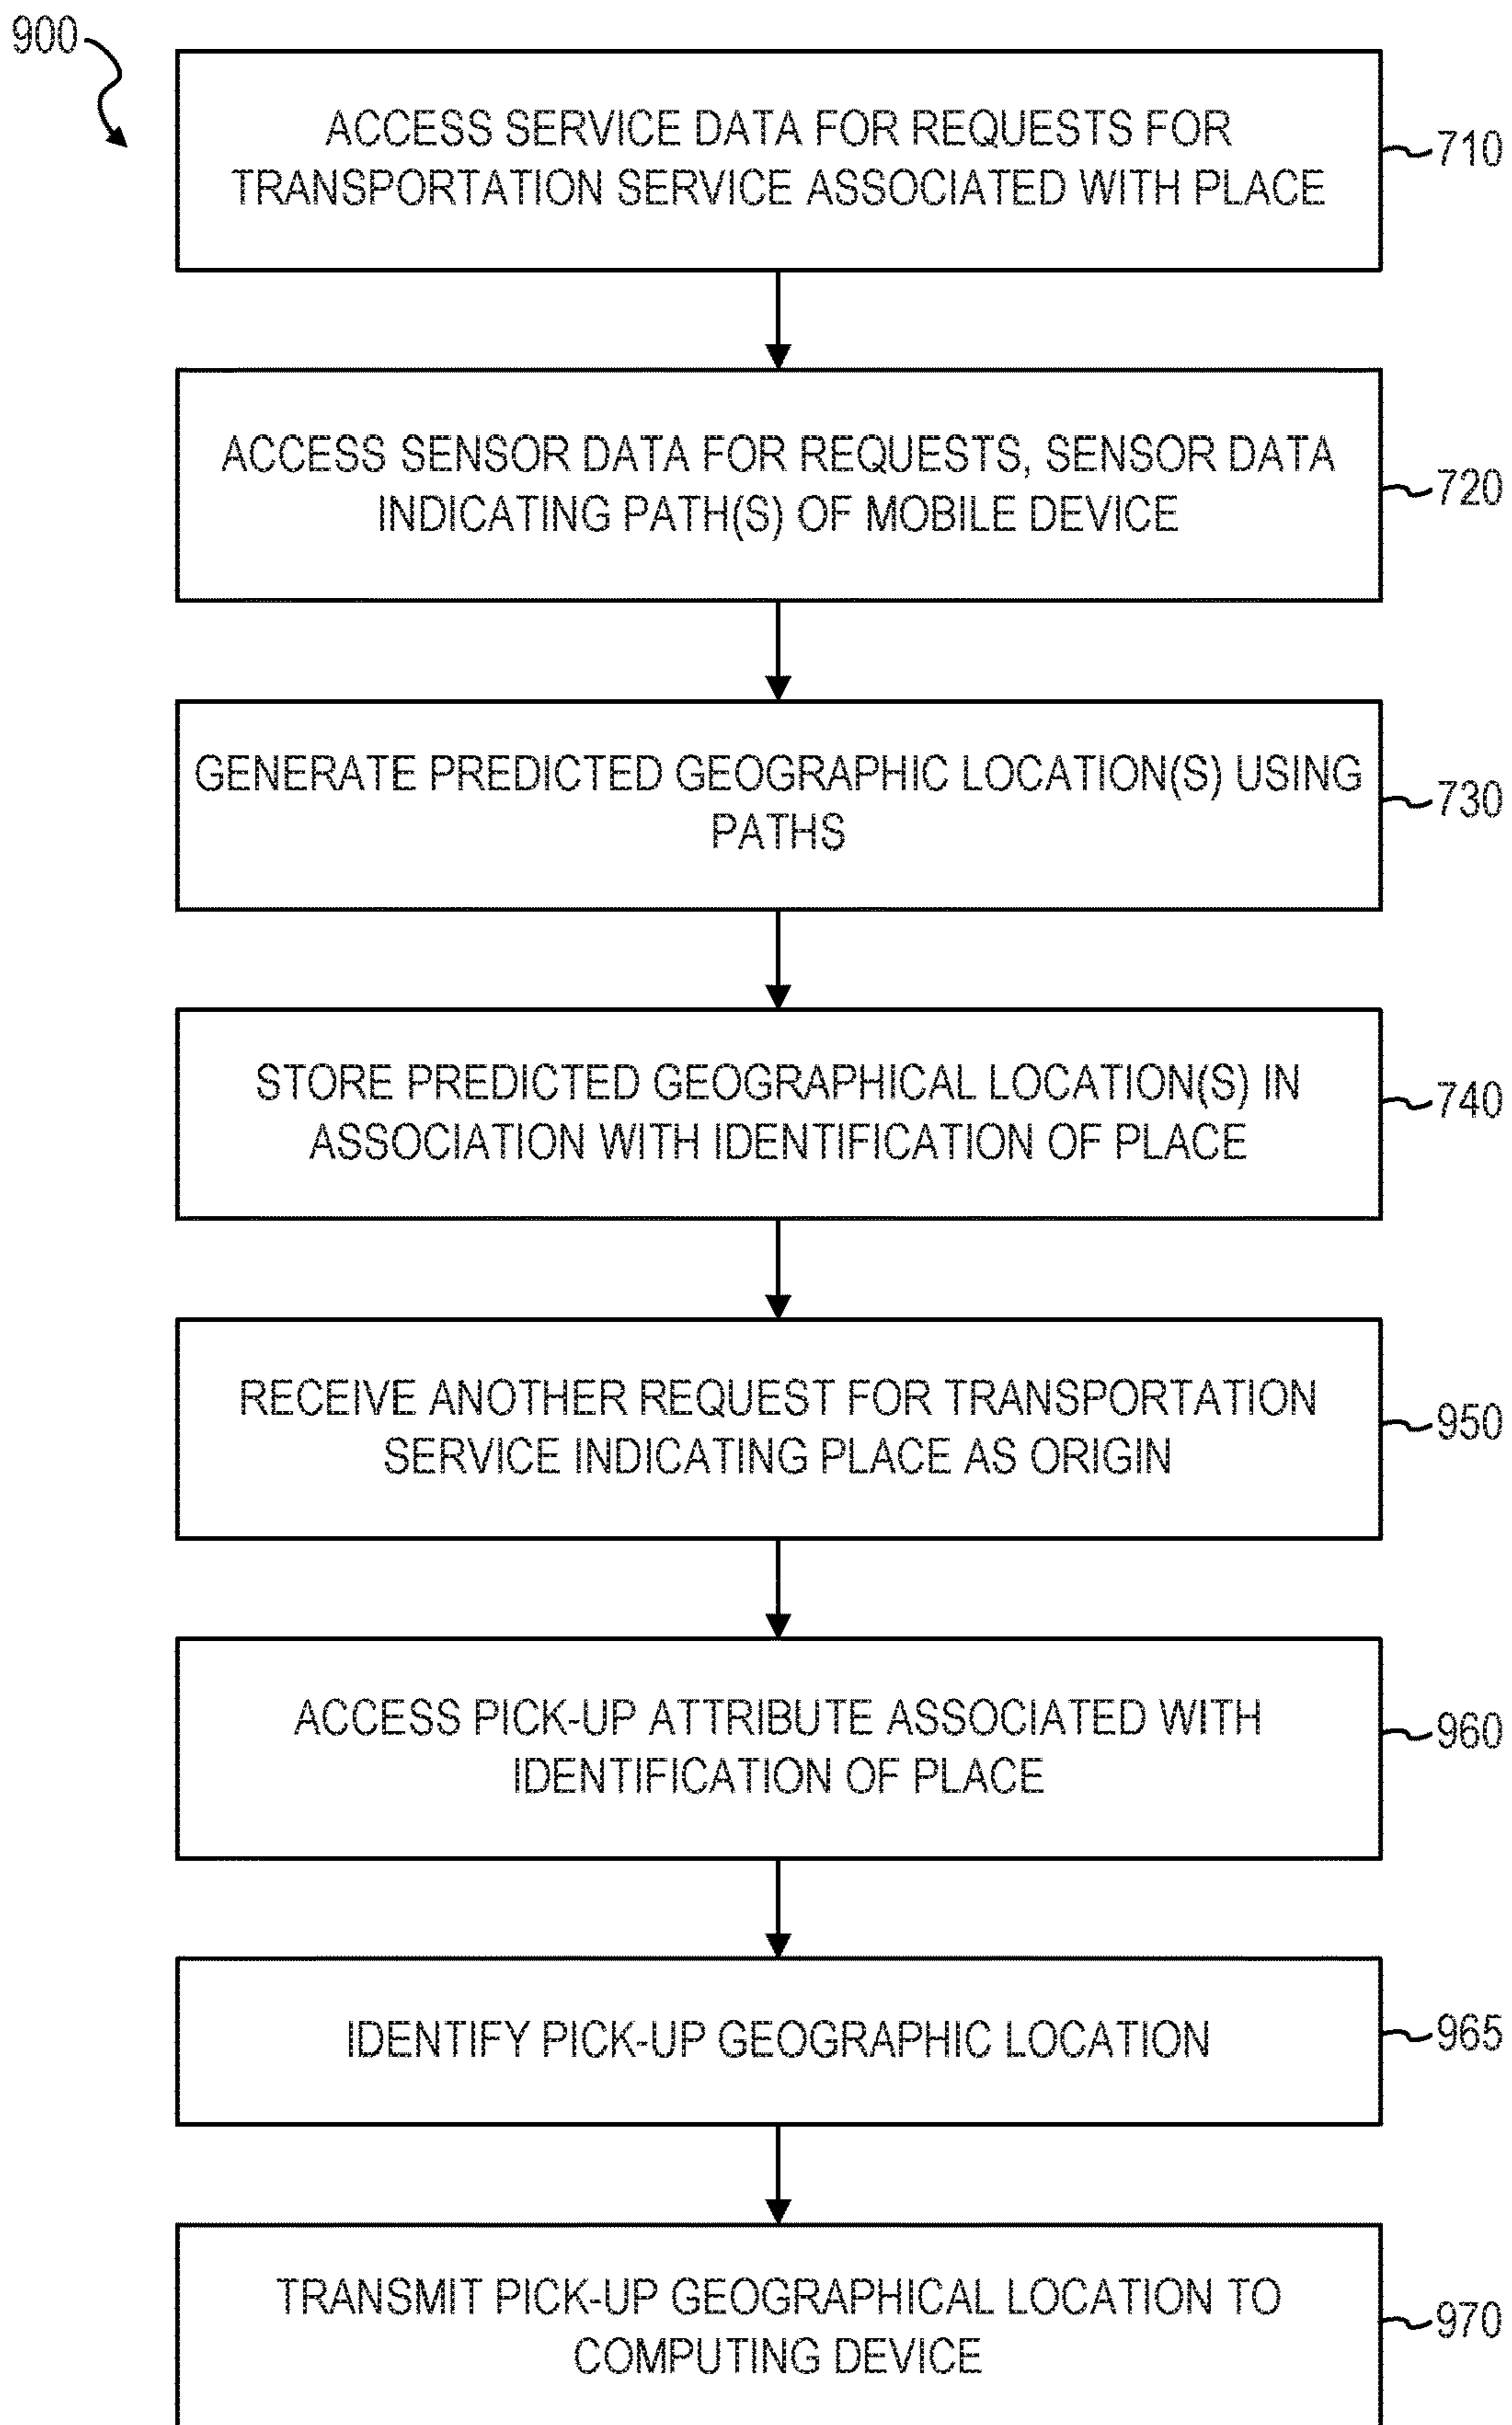 900
ACCESS SERVICE DATA FOR REQUESTS FOR
TRANSPORTATION SERVICE ASSOCIATED WITH PLACE
710
ACCESS SENSOR DATA FOR REQUESTS, SENSOR DATA
INDICATING PATH(S) OF MOBILE DEVICE
720
GENERATE PREDICTED GEOGRAPHIC LOCATION(S) USING
PATHS
730
STORE PREDICTED GEOGRAPHICAL LOCATION(S) IN
ASSOCIATION WITH IDENTIFICATION OF PLACE
740
RECEIVE ANOTHER REQUEST FOR TRANSPORTATION
SERVICE INDICATING PLACE AS ORIGIN
950
ACCESS PICK-UP ATTRIBUTE ASSOCIATED WITH
IDENTIFICATION OF PLACE
960
IDENTIFY PICK-UP GEOGRAPHIC LOCATION
965
TRANSMIT PICK-UP GEOGRAPHICAL LOCATION TO
COMPUTING DEVICE
970